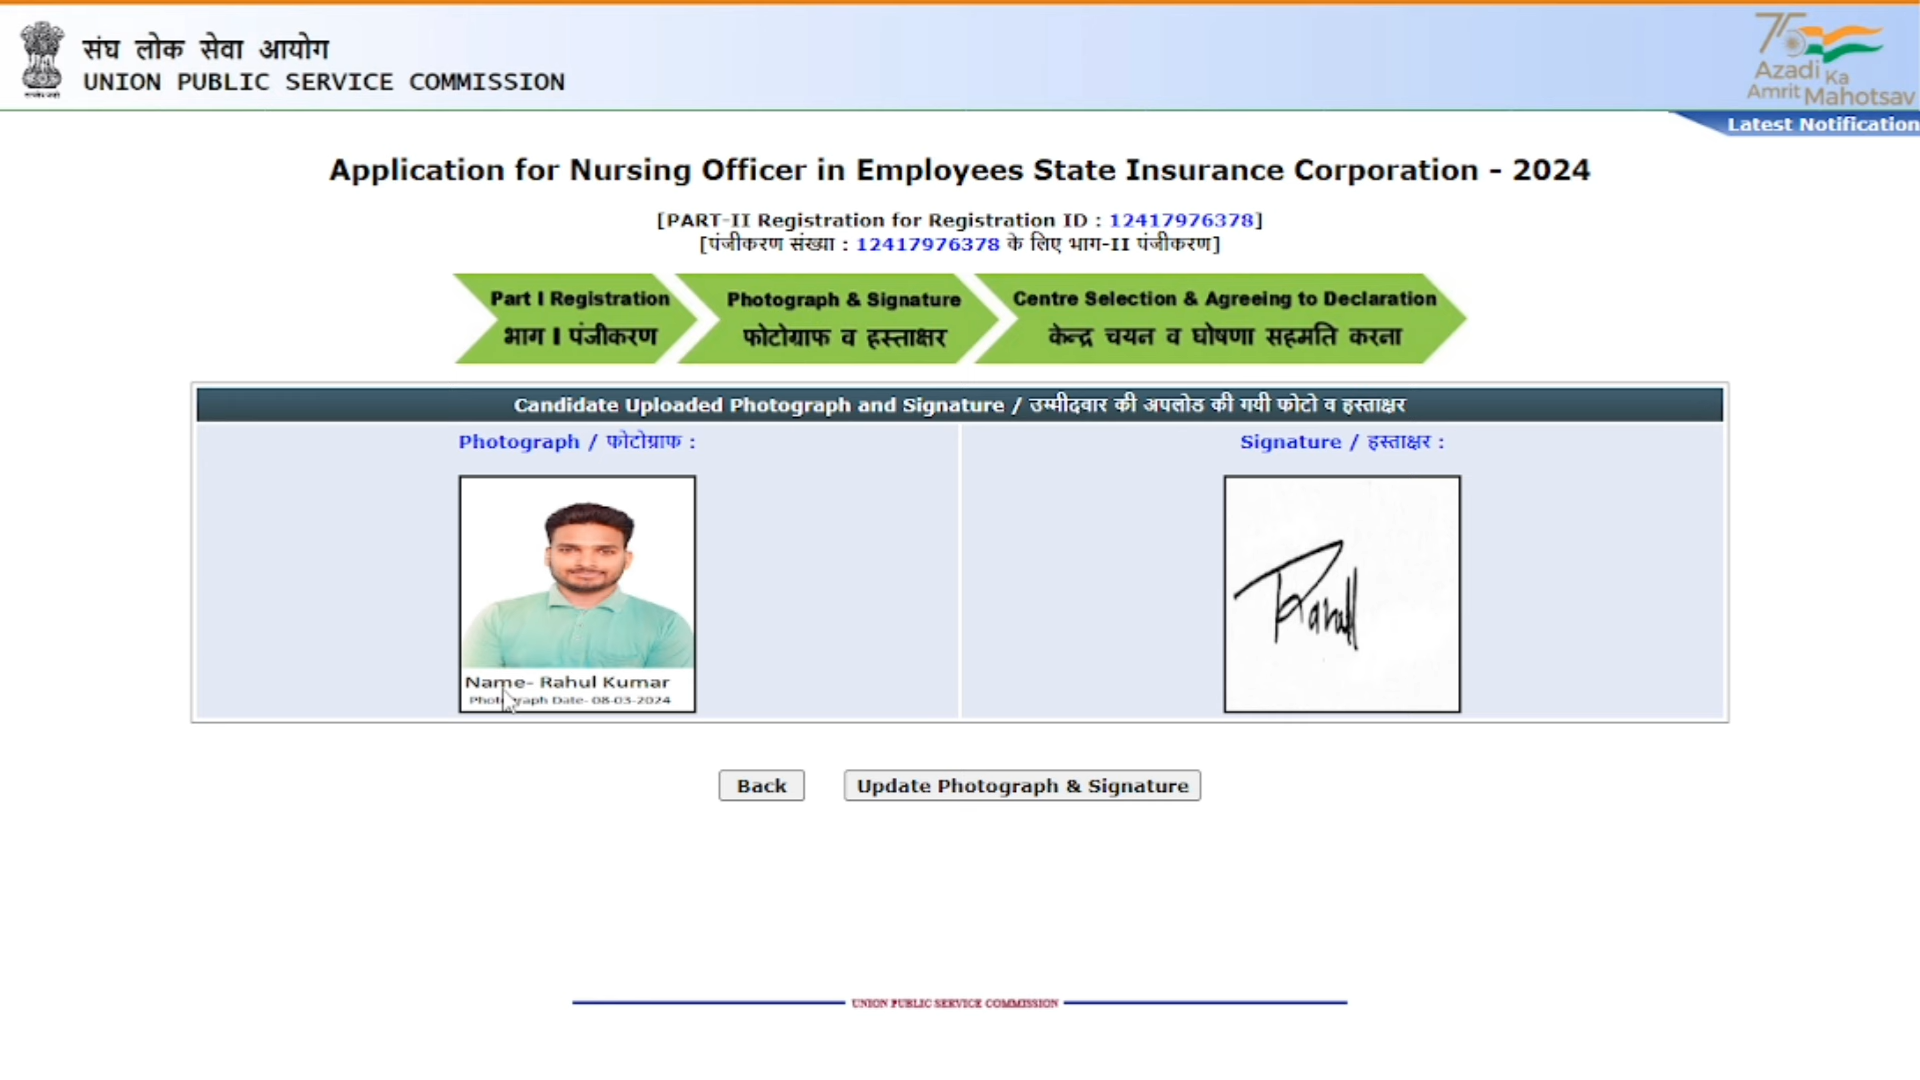 संघ लोक सेवा आयोग
UNION PUBLIC SERVICE COMMISSION
75
Azadi Ka
Amrit Mahotsav
Latest Notification
Application for Nursing Officer in Employees State Insurance Corporation - 2024
[PART-II Registration for Registration ID : 12417976378]
[पंजीकरण संख्या : 12417976378 के लिए भाग-II पंजीकरण]
Part I Registration
भाग I पंजीकरण
Photograph & Signature
फोटोग्राफ व हस्ताक्षर
Centre Selection & Agreeing to Declaration
केन्द्र चयन व घोषणा सहमति करना
Candidate Uploaded Photograph and Signature / उम्मीदवार की अपलोड की गयी फोटो व हस्ताक्षर
Photograph / फोटोग्राफ :
Signature / हस्ताक्षर :
Name- Rahul Kumar
Photograph Date- 08-03-2024
Rahul
Back
Update Photograph & Signature
UNION PUBLIC SERVICE COMMISSION